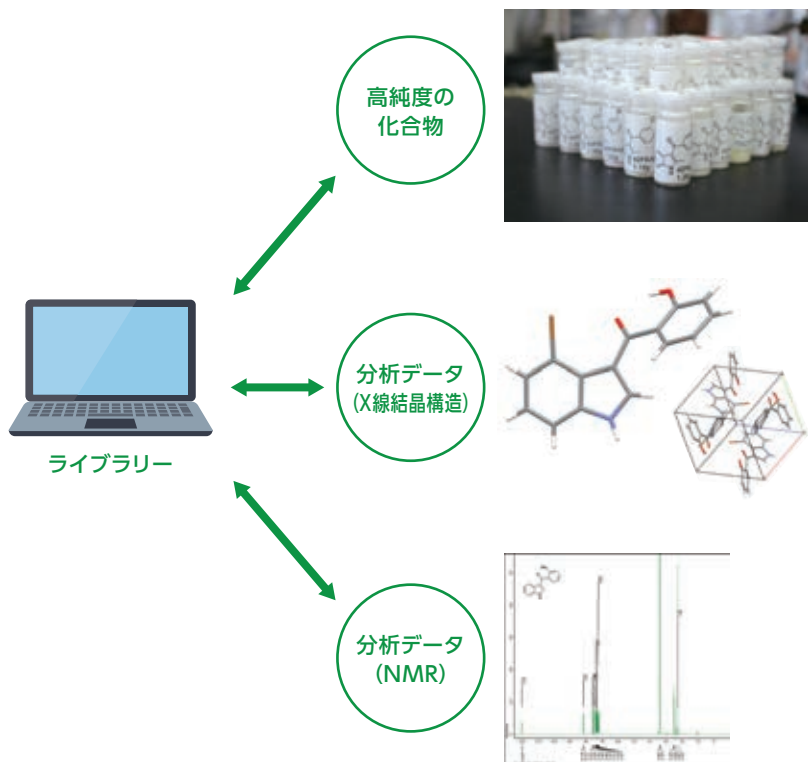 高純度の
化合物
分析データ
(X線結晶構造)
ライブラリー
分析データ
(NMR)